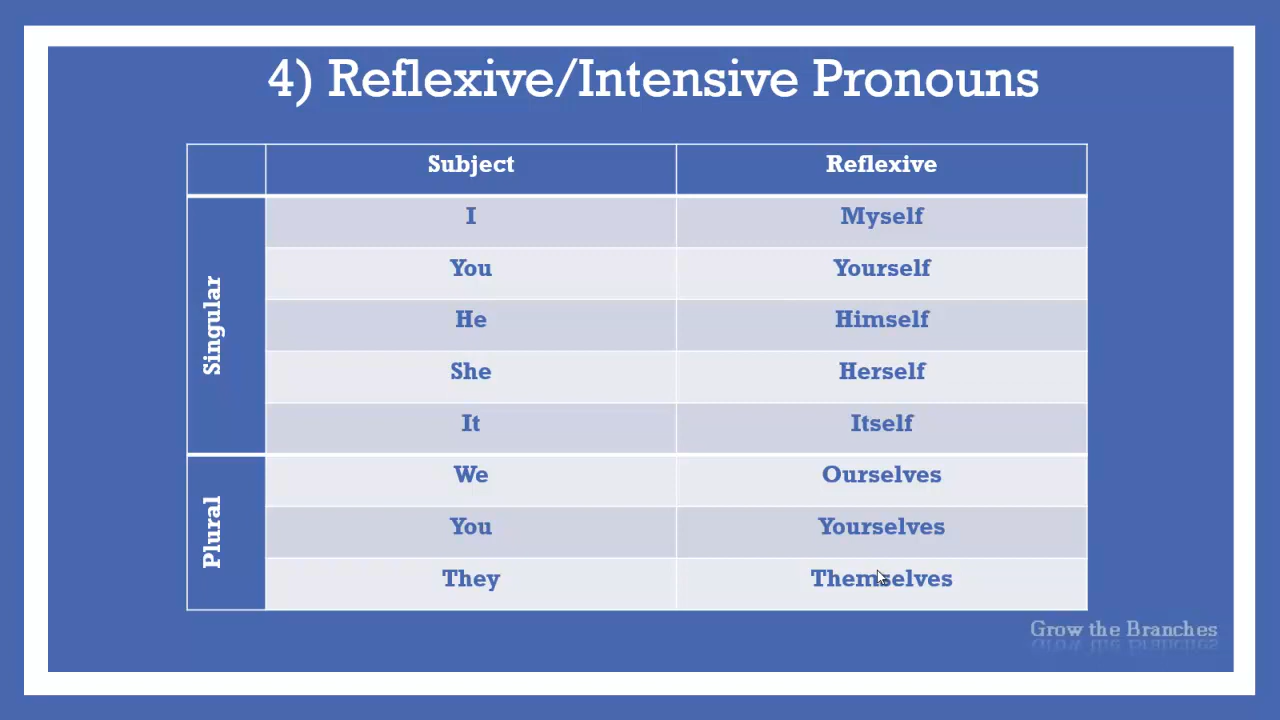 4) Reflexive/Intensive Pronouns
Subject Reflexive
Singular
I Myself
You Yourself
He Himself
She Herself
It Itself
Plural
We Ourselves
You Yourselves
They Themselves
Grow the Branches